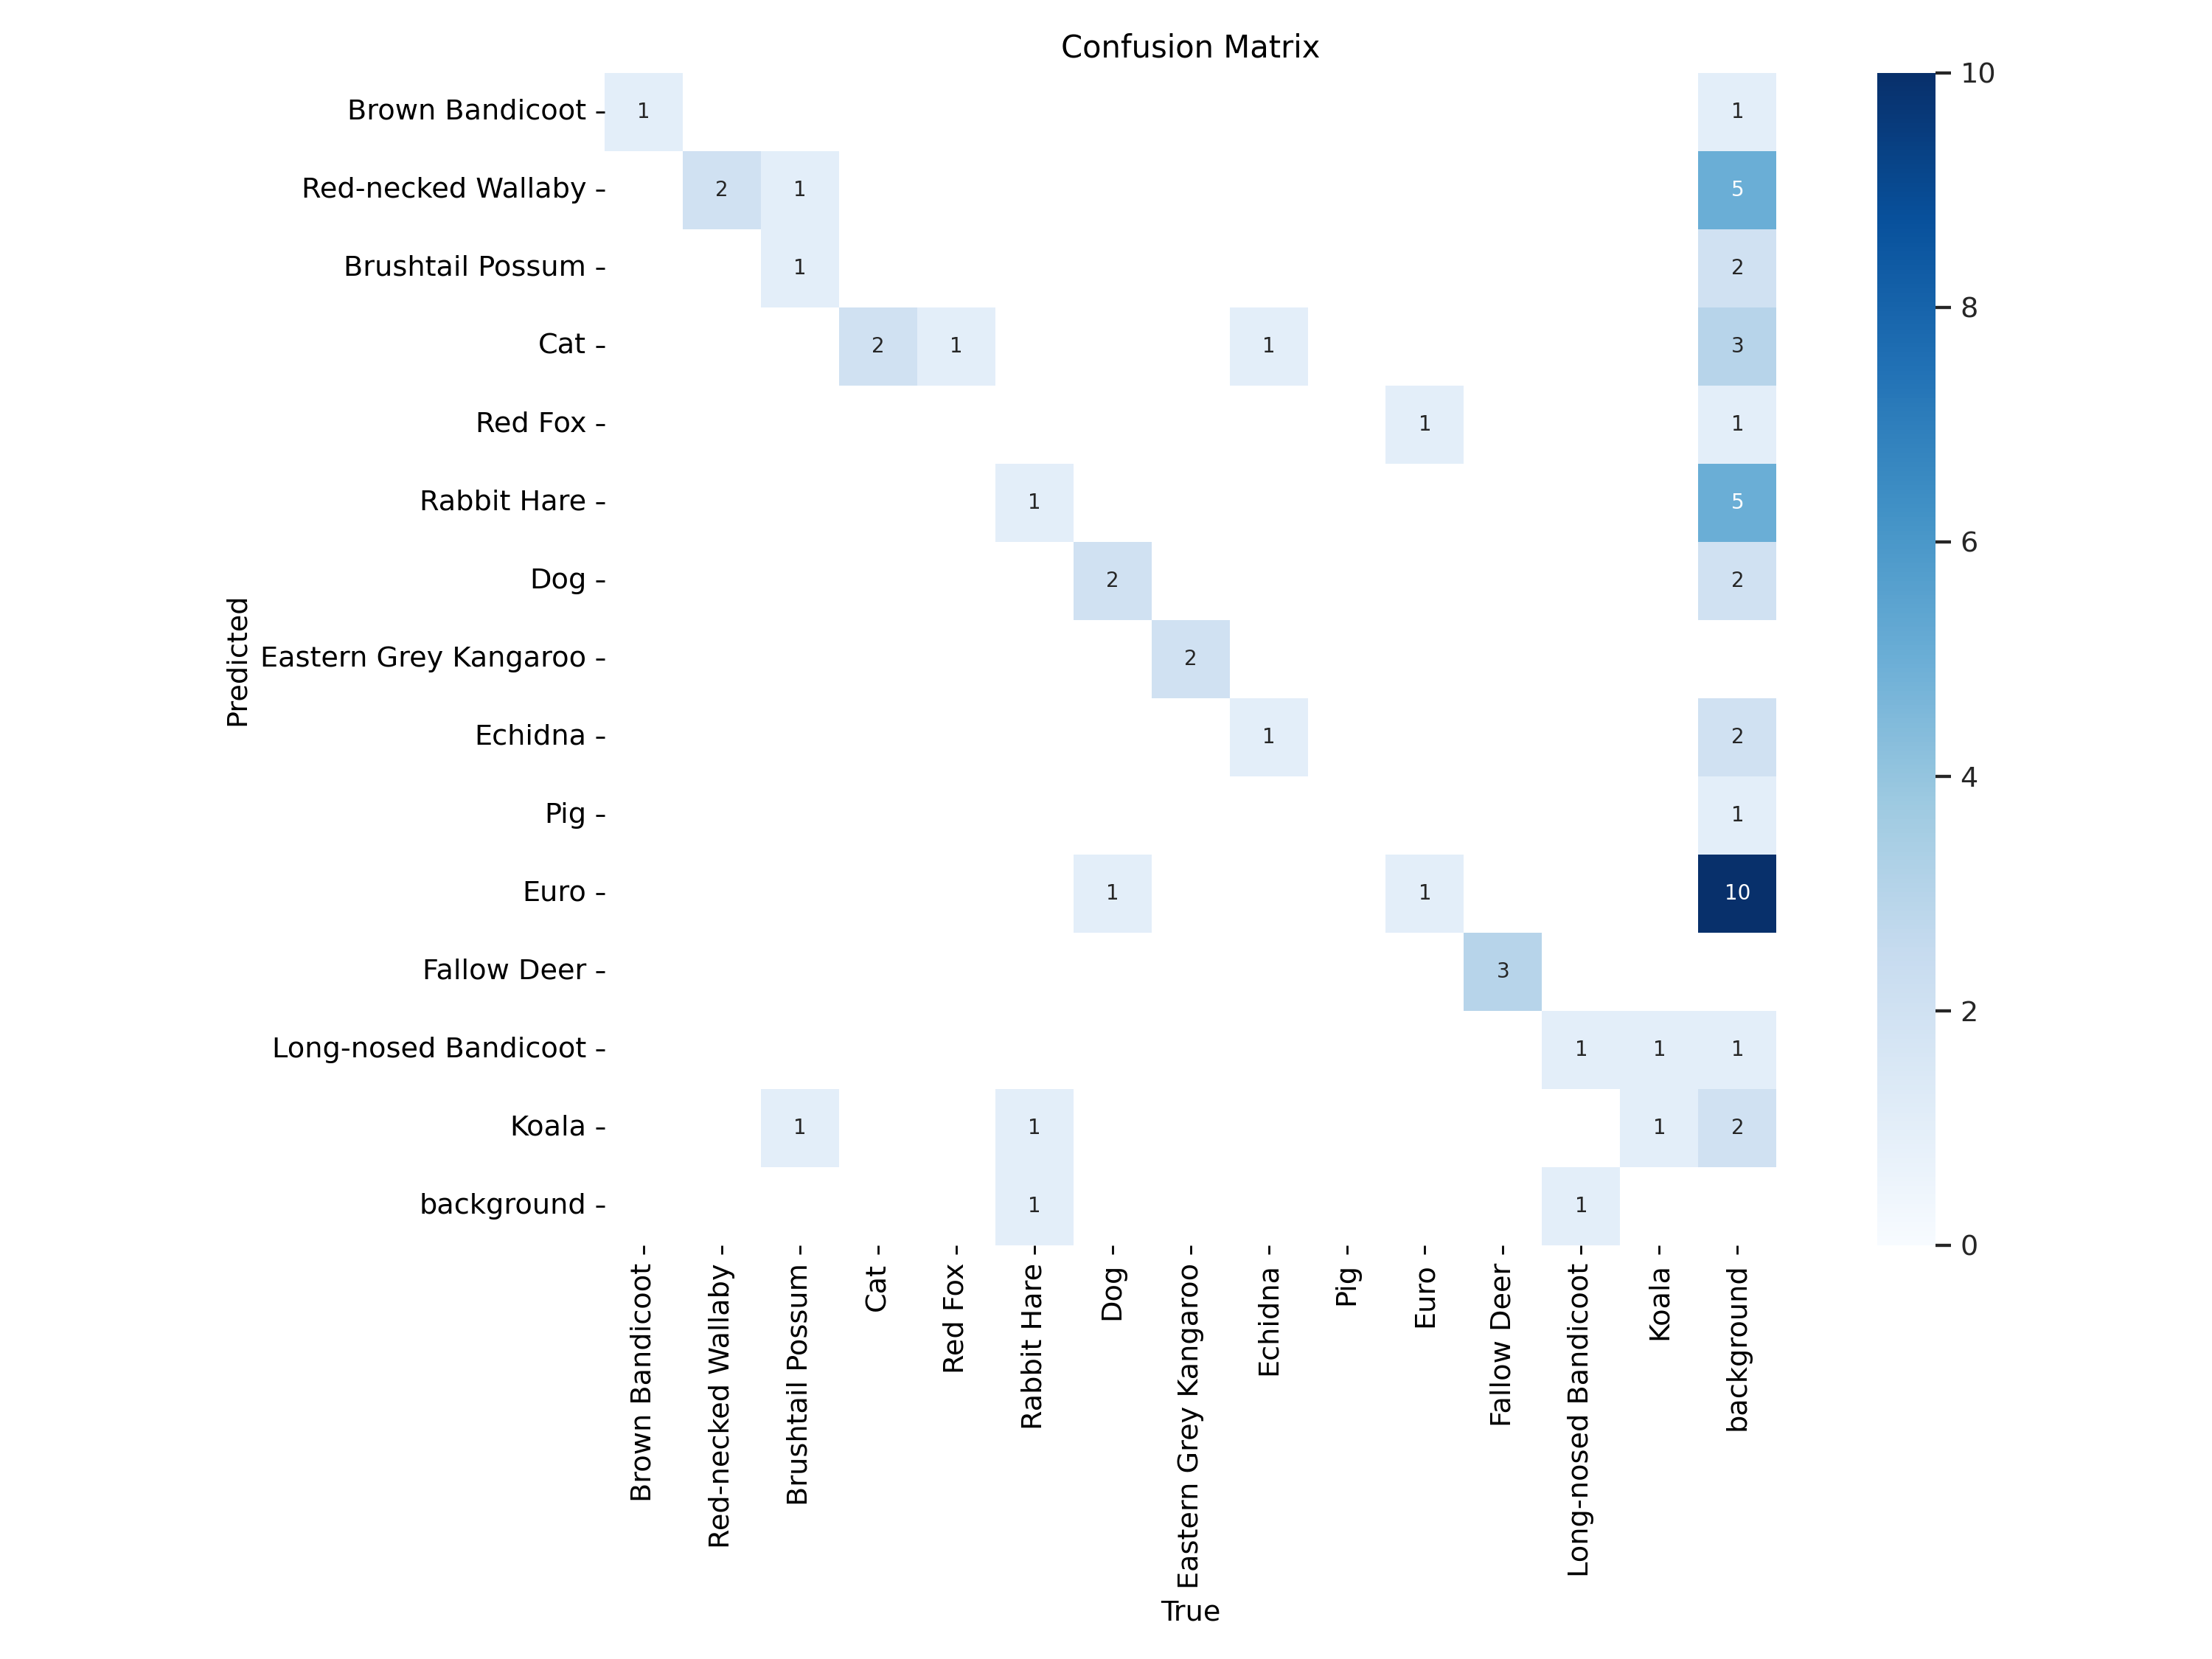 Confusion Matrix
Predicted
Brown Bandicoot 1 1
Red-necked Wallaby 2 1 5
Brushtail Possum 1 2
Cat 2 1 1 3
Red Fox 1 1
Rabbit Hare 1 5
Dog 2 2
Eastern Grey Kangaroo 2
Echidna 1 2
Pig 1
Euro 1 1 10
Fallow Deer 3
Long-nosed Bandicoot 1 1 1
Koala 1 1 1 2
background 1 1
Brown Bandicoot
Red-necked Wallaby
Brushtail Possum
Cat
Red Fox
Rabbit Hare
Dog
Eastern Grey Kangaroo
Echidna
Pig
Euro
Fallow Deer
Long-nosed Bandicoot
Koala
background
True
10
8
6
4
2
0